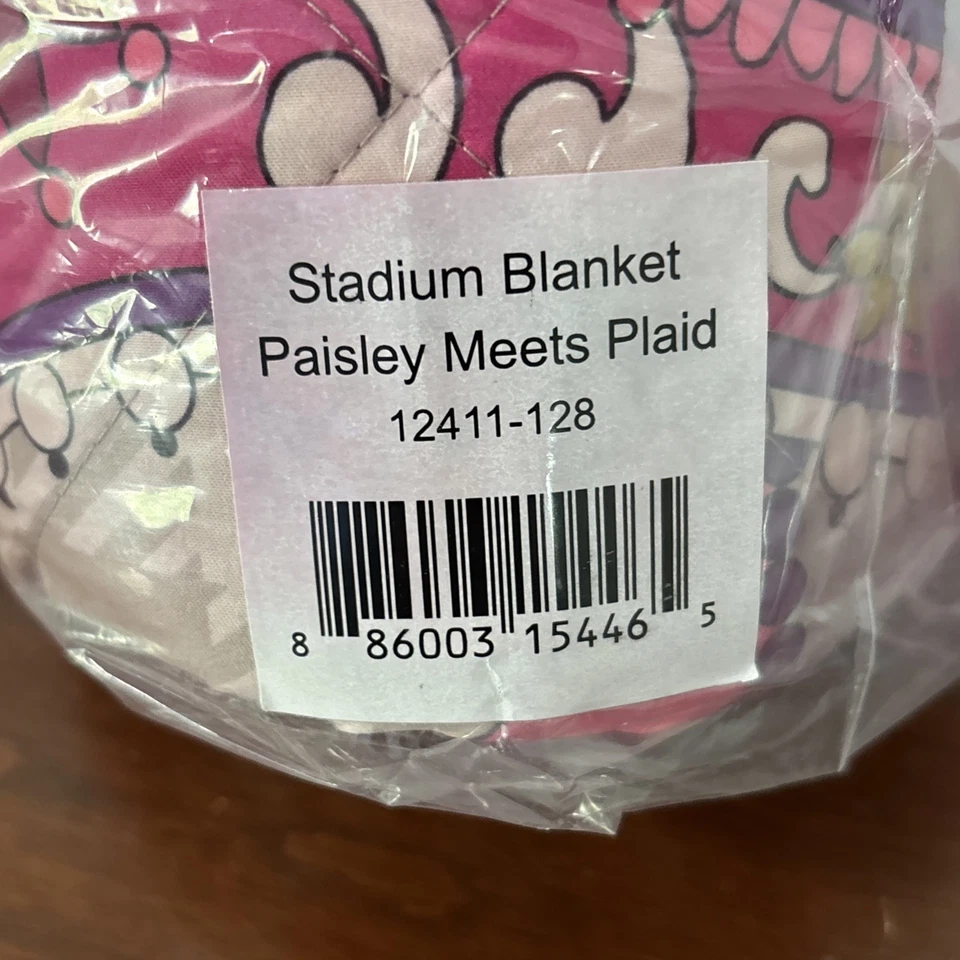 Stadium Blanket
Paisley Meets Plaid
12411-128
8 86003 15446 5